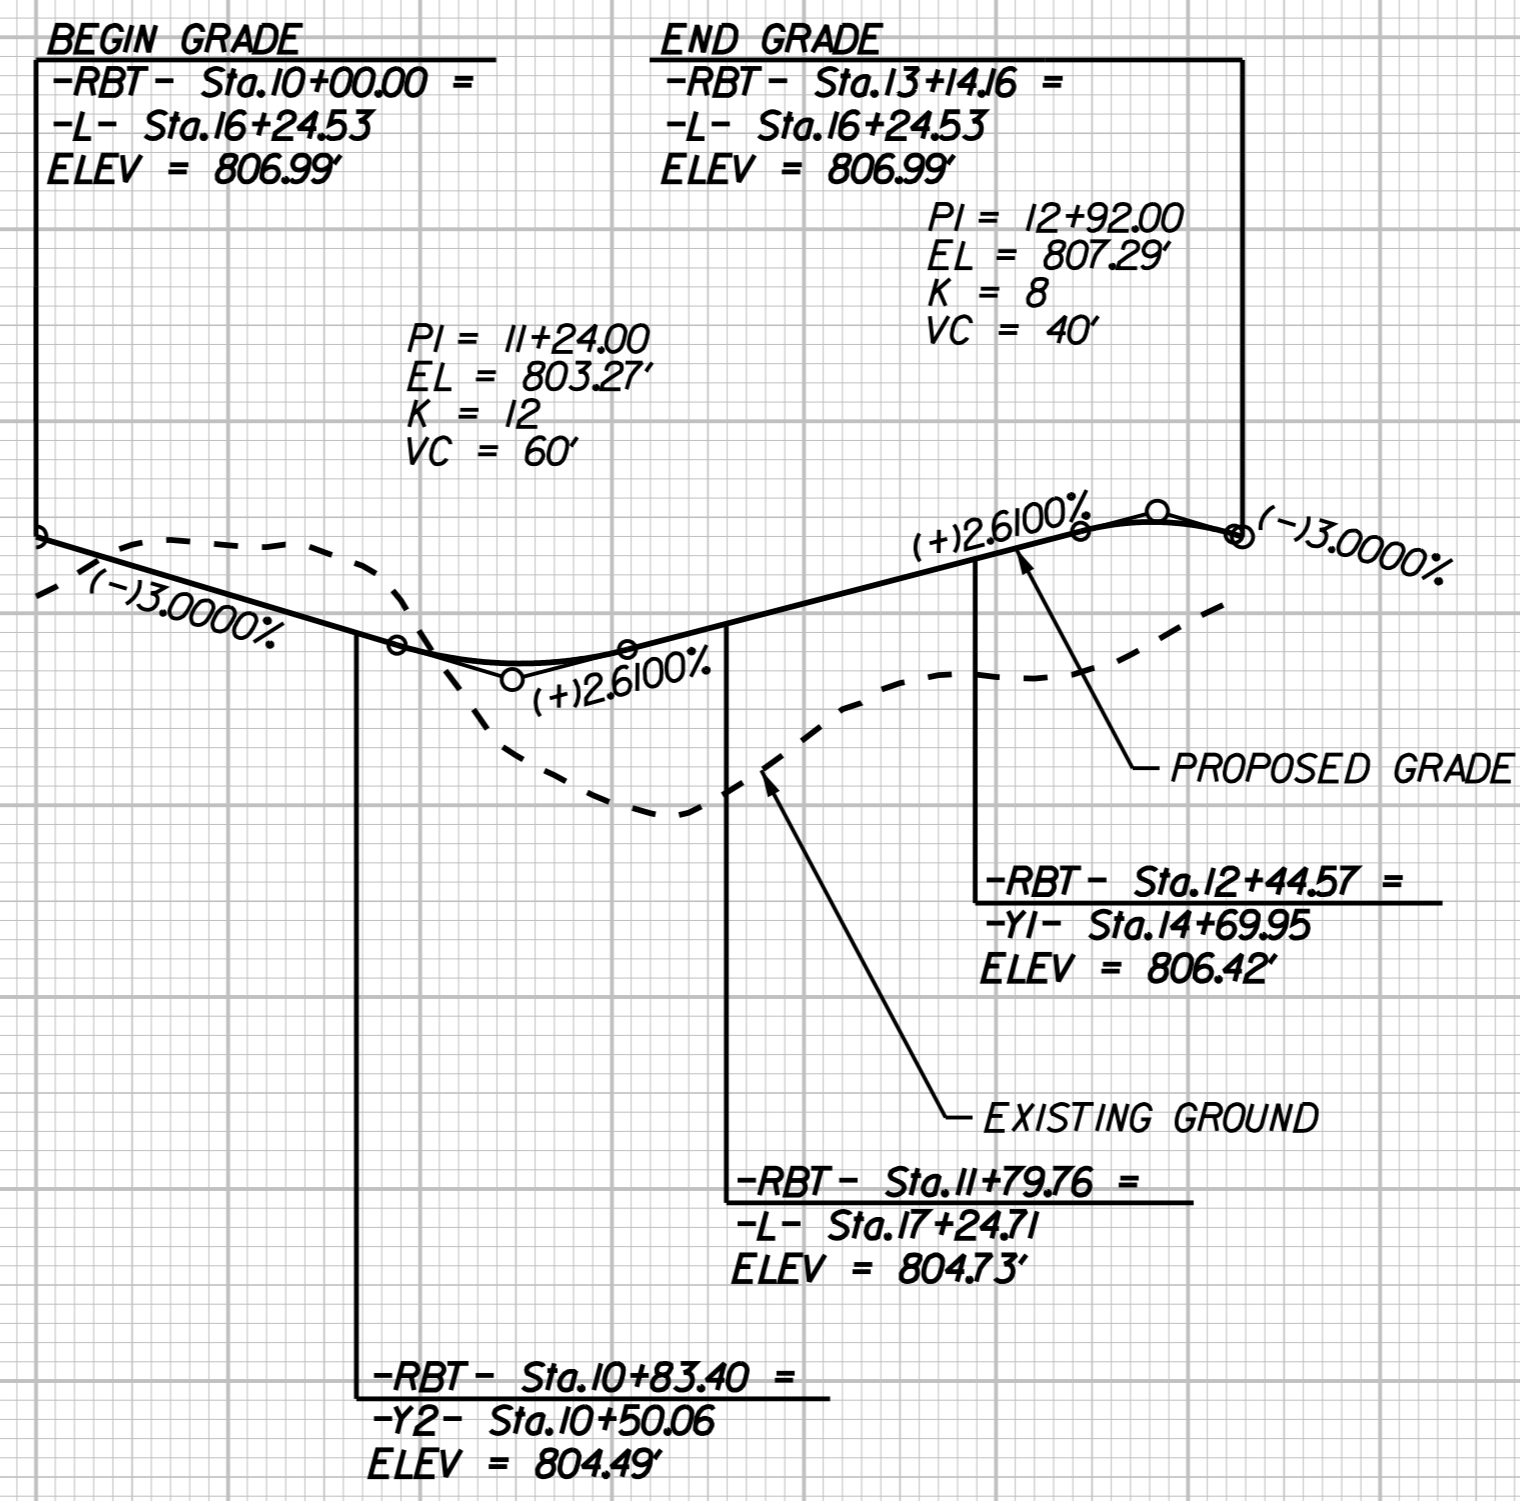 BEGIN GRADE
-RBT- Sta.10+00.00 =
-L- Sta.16+24.53
ELEV = 806.99'
END GRADE
-RBT- Sta.13+14.16 =
-L- Sta.16+24.53
ELEV = 806.99'
PI = 12+92.00
EL = 807.29'
K = 8
VC = 40'
PI = 11+24.00
EL = 803.27'
K = 12
VC = 60'
(-)3.0000%
(+)2.6100%
(+)2.6100%
(-)3.0000%
PROPOSED GRADE
-RBT- Sta.12+44.57 =
-Y1- Sta.14+69.95
ELEV = 806.42'
EXISTING GROUND
-RBT- Sta.11+79.76 =
-L- Sta.17+24.71
ELEV = 804.73'
-RBT- Sta.10+83.40 =
-Y2- Sta.10+50.06
ELEV = 804.49'